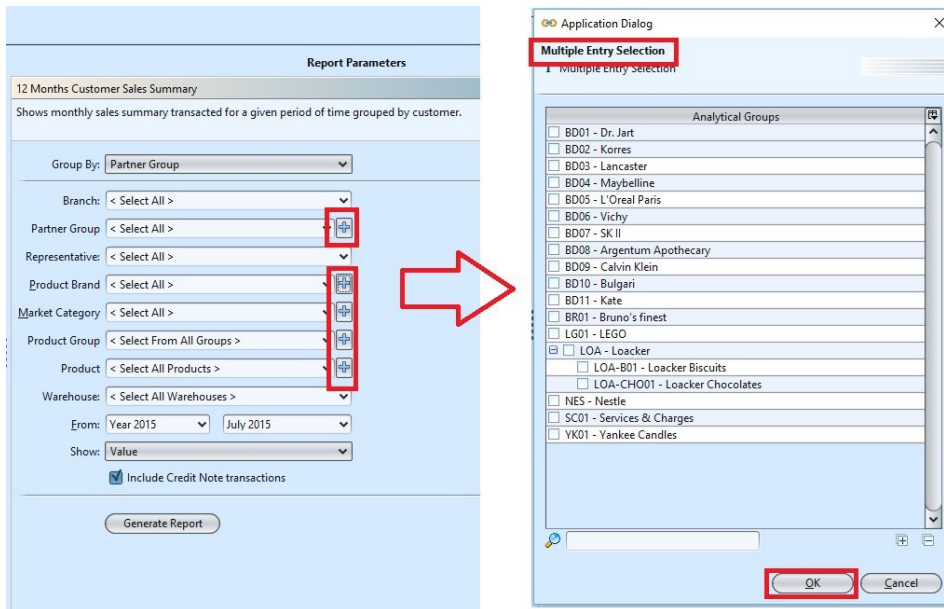 Report Parameters
12 Months Customer Sales Summary
Shows monthly sales summary transacted for a given period of time grouped by customer.
Group By: Partner Group
Branch: < Select All >
Partner Group < Select All >
Representative: < Select All >
Product Brand < Select All >
Market Category < Select All >
Product Group < Select From All Groups >
Product < Select All Products >
Warehouse: < Select All Warehouses >
From: Year 2015 July 2015
Show: Value
Include Credit Note transactions
Generate Report
Application Dialog
Multiple Entry Selection
Multiple Entry Selection
Analytical Groups
BD01 - Dr. Jart
BD02 - Korres
BD03 - Lancaster
BD04 - Maybelline
BD05 - L'Oreal Paris
BD06 - Vichy
BD07 - SK II
BD08 - Argentum Apothecary
BD09 - Calvin Klein
BD10 - Bulgari
BD11 - Kate
BR01 - Bruno's finest
LG01 - LEGO
LOA - Loacker
LOA-B01 - Loacker Biscuits
LOA-CHO01 - Loacker Chocolates
NES - Nestle
SC01 - Services & Charges
YK01 - Yankee Candles
OK Cancel